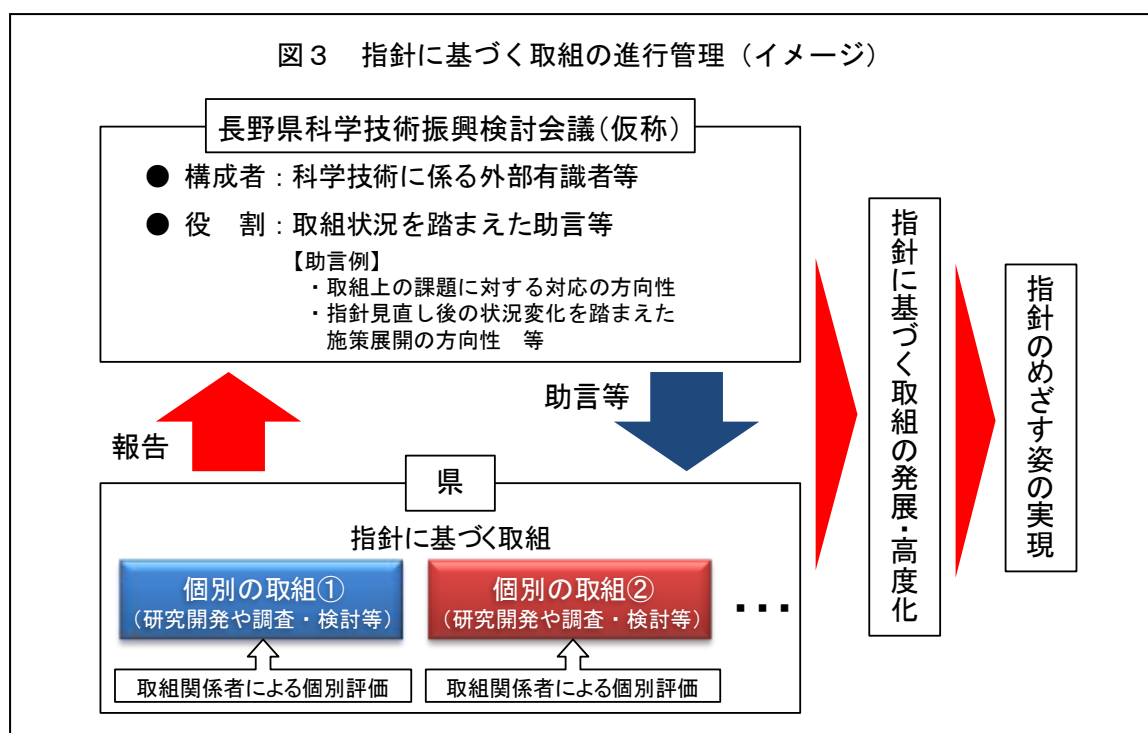 図３　指針に基づく取組の進行管理（イメージ）
長野県科学技術振興検討会議（仮称）
● 構成者：科学技術に係る外部有識者等
● 役　割：取組状況を踏まえた助言等
【助言例】
・取組上の課題に対する対応の方向性
・指針見直し後の状況変化を踏まえた
施策展開の方向性　等
報告
助言等
県
指針に基づく取組
個別の取組①
（研究開発や調査・検討等）
個別の取組②
（研究開発や調査・検討等）
・・・
取組関係者による個別評価
取組関係者による個別評価
指針に基づく取組の発展・高度化
指針のめざす姿の実現